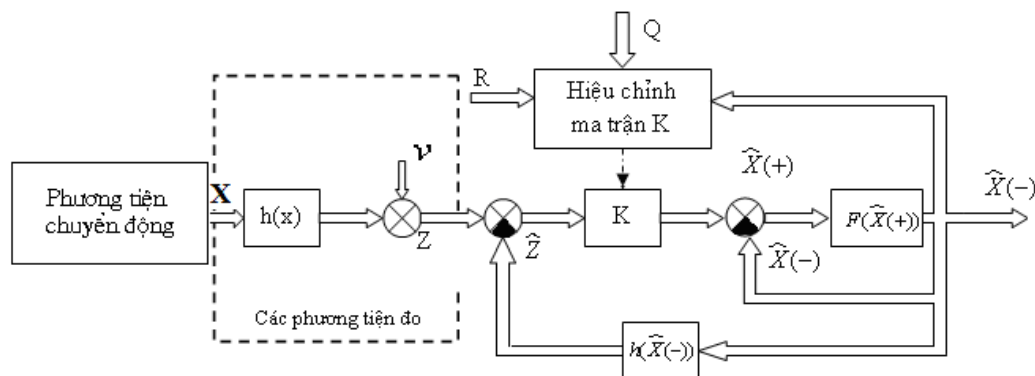 Q
R
Hiệu chỉnh
ma trận K
ν
X̂(+)
X̂(−)
Phương tiện
chuyển động
X
h(x)
Z
Ẑ
K
F(X̂(+))
X̂(−)
Các phương tiện đo
h(X̂(−))